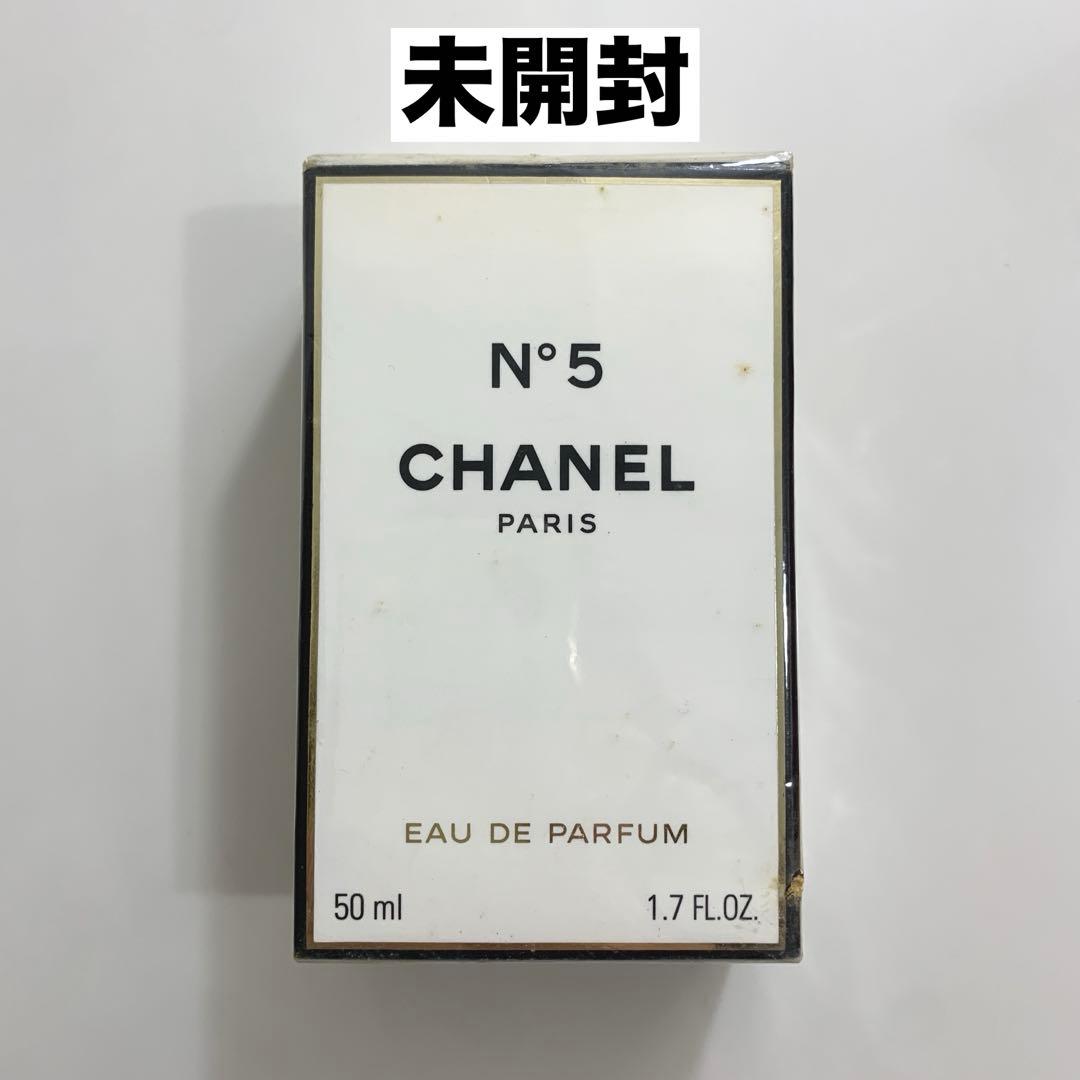 未開封
N°5
CHANEL
PARIS
EAU DE PARFUM
50 ml 1.7 FL.OZ.